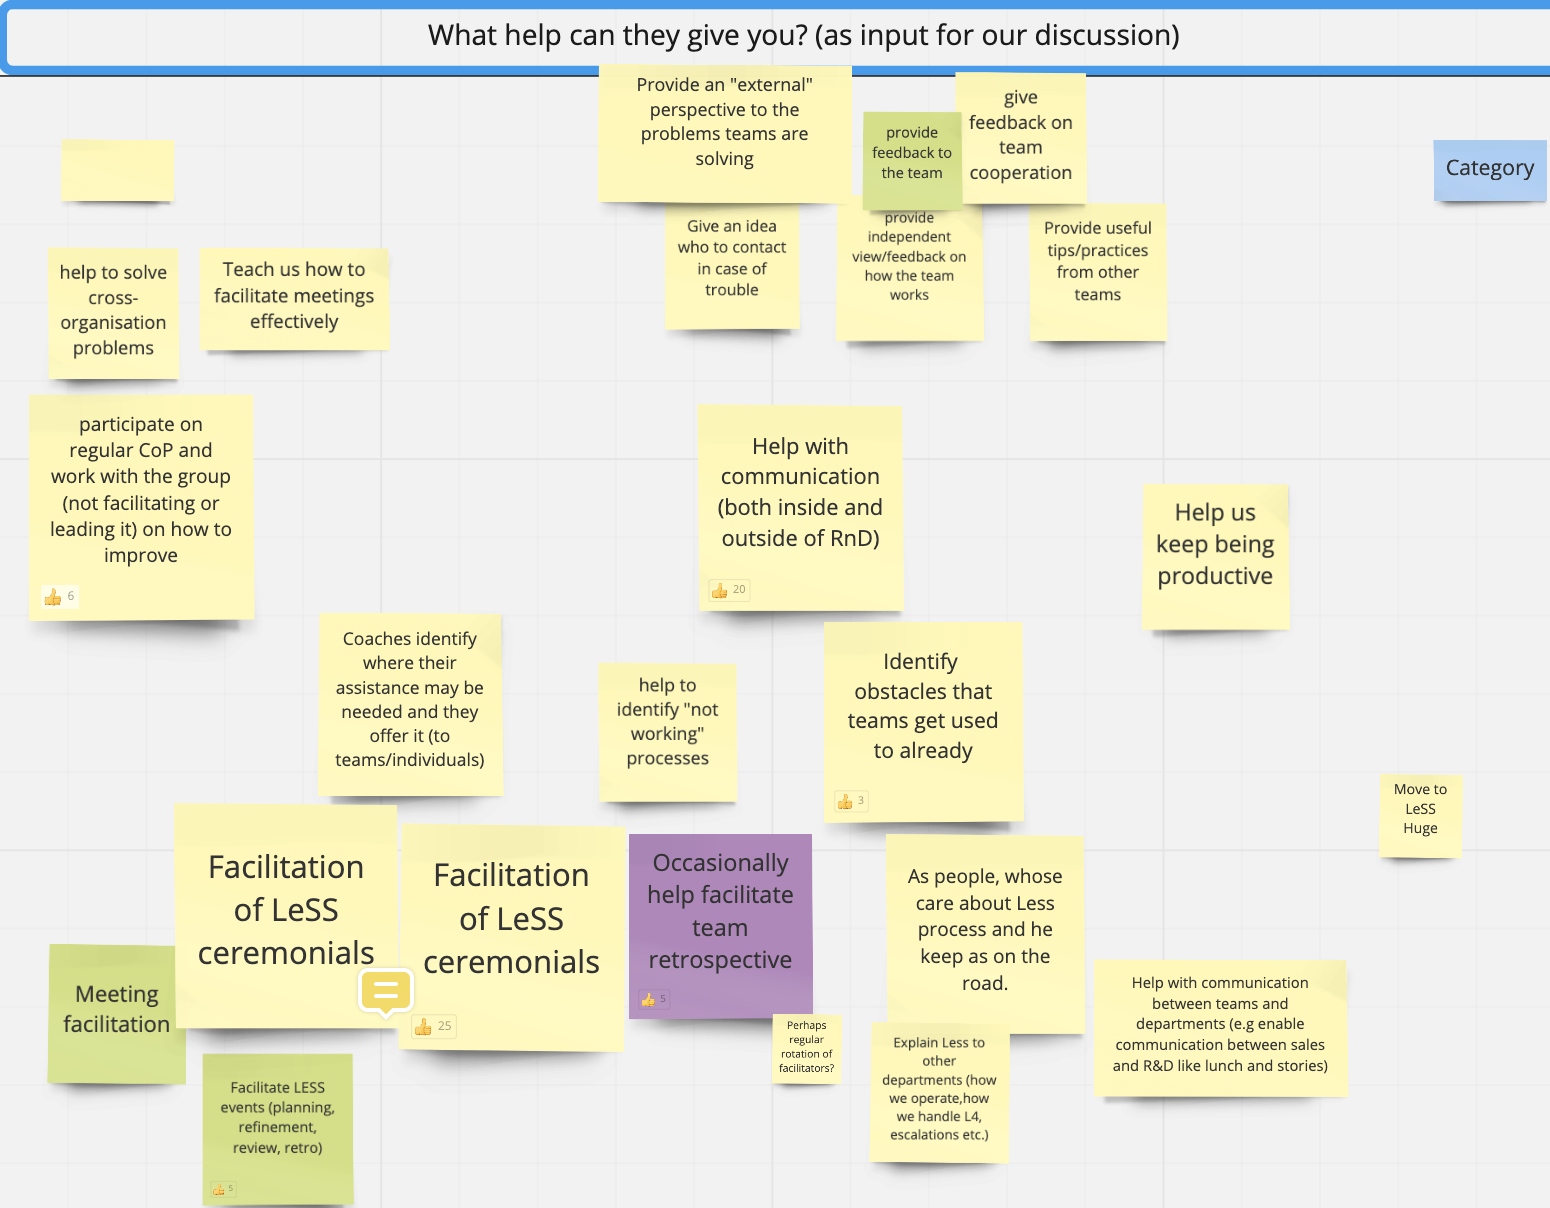 What help can they give you? (as input for our discussion)
Provide an "external"
perspective to the
problems teams are
solving
provide
feedback to
the team
give
feedback on
team
cooperation
Category
Give an idea
who to contact
in case of
trouble
provide
independent
view/feedback on
how the team
works
Provide useful
tips/practices
from other
teams
help to solve
cross-
organisation
problems
Teach us how to
facilitate meetings
effectively
participate on
regular CoP and
work with the group
(not facilitating or
leading it) on how to
improve
6
Help with
communication
(both inside and
outside of RnD)
20
Help us
keep being
productive
Coaches identify
where their
assistance may be
needed and they
offer it (to
teams/individuals)
help to
identify "not
working"
processes
Identify
obstacles that
teams get used
to already
3
Move to
LeSS
Huge
Facilitation
of LeSS
ceremonials
Facilitation
of LeSS
ceremonials
25
Occasionally
help facilitate
team
retrospective
5
As people, whose
care about Less
process and he
keep as on the
road.
Meeting
facilitation
Perhaps
regular
rotation of
facilitators?
Help with communication
between teams and
departments (e.g enable
communication between sales
and R&D like lunch and stories)
Explain Less to
other
departments (how
we operate,how
we handle L4,
escalations etc.)
Facilitate LESS
events (planning,
refinement,
review, retro)
5